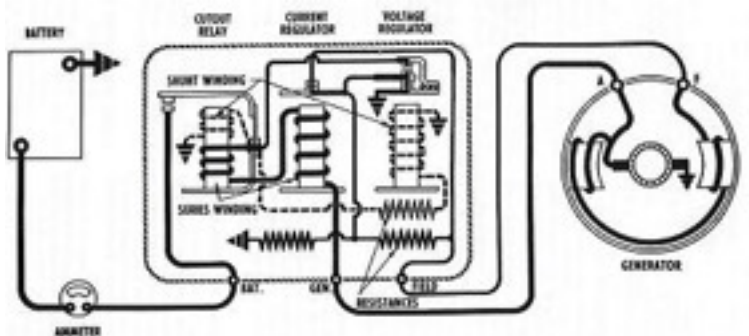 BATTERY
CUTOUT
RELAY
CURRENT
REGULATOR
VOLTAGE
REGULATOR
SHUNT WINDING
A
F
SERIES WINDING
GENERATOR
BAT.
GEN
FIELD
RESISTANCES
AMMETER